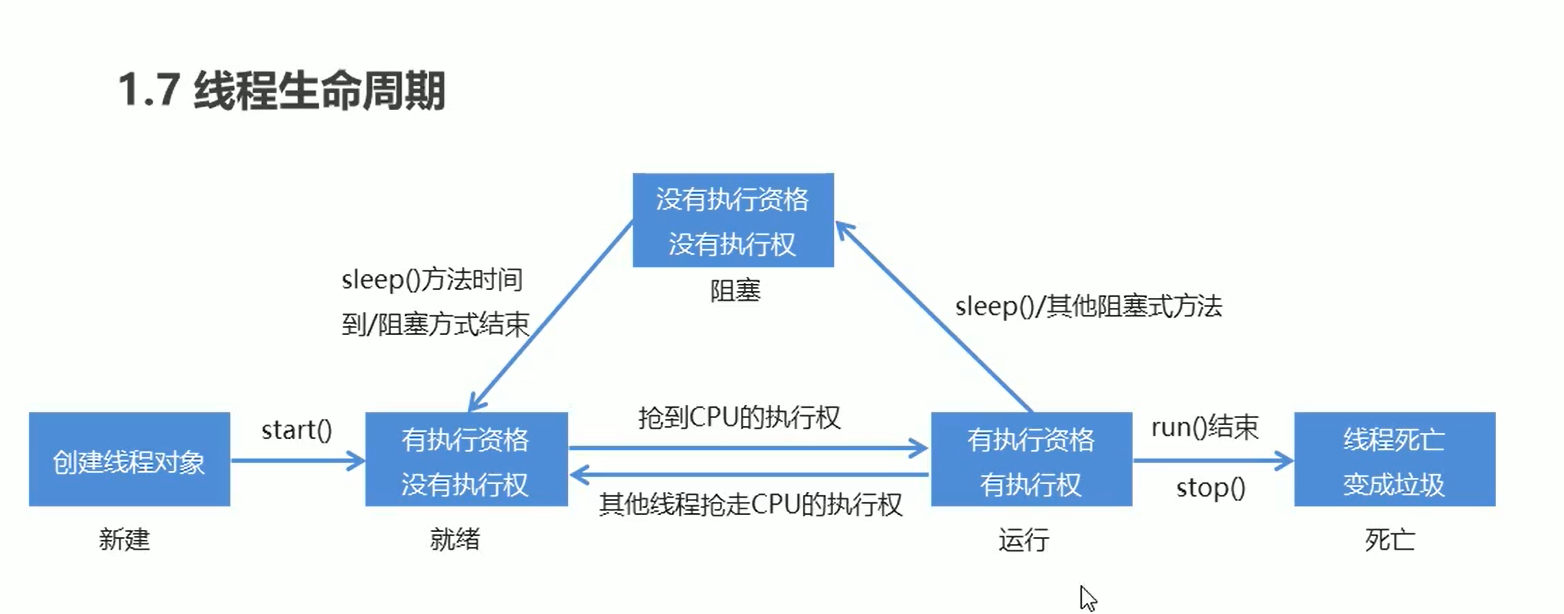 1.7 线程生命周期
没有执行资格
没有执行权
阻塞
sleep()方法时间
到/阻塞方式结束
sleep()/其他阻塞式方法
创建线程对象
新建
start()
有执行资格
没有执行权
就绪
抢到CPU的执行权
其他线程抢走CPU的执行权
有执行资格
有执行权
运行
run()结束
stop()
线程死亡
变成垃圾
死亡